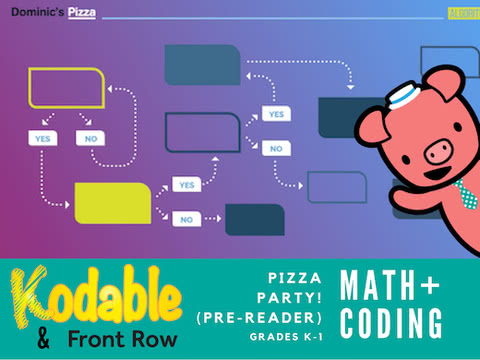 Dominic's Pizza
YES
NO
YES
NO
YES
NO
Kodable
& Front Row
PIZZA
PARTY!
(PRE-READER)
GRADES K-1
MATH+
CODING